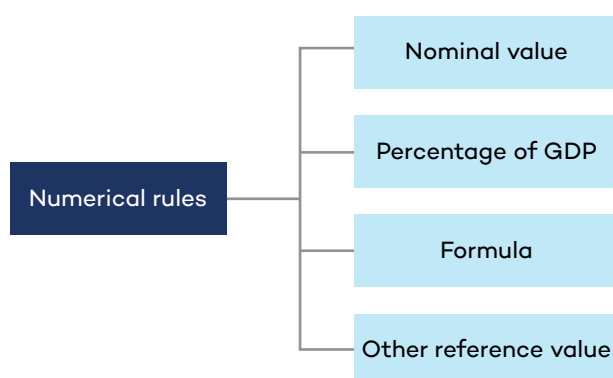 Numerical rules
Nominal value
Percentage of GDP
Formula
Other reference value